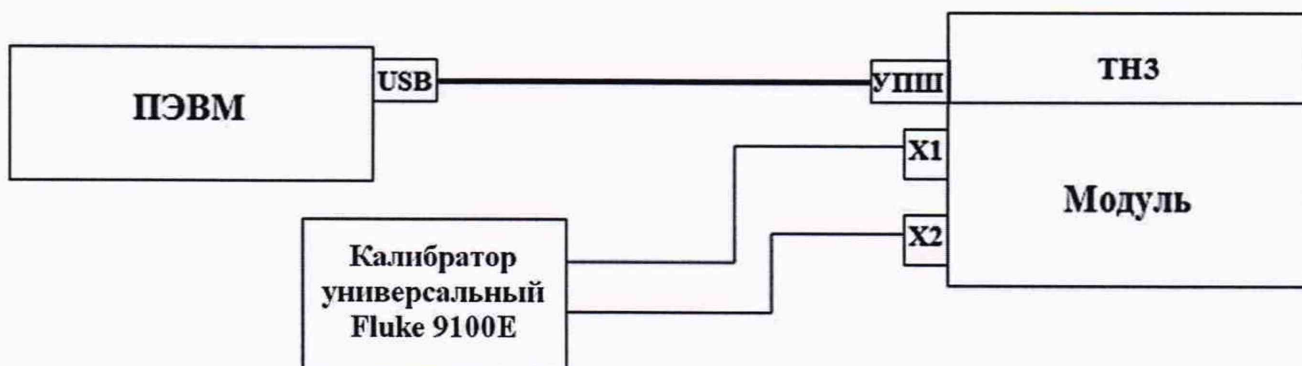 ПЭВМ
USB
УПШ
ТН3
X1
X2
Модуль
Калибратор
универсальный
Fluke 9100E